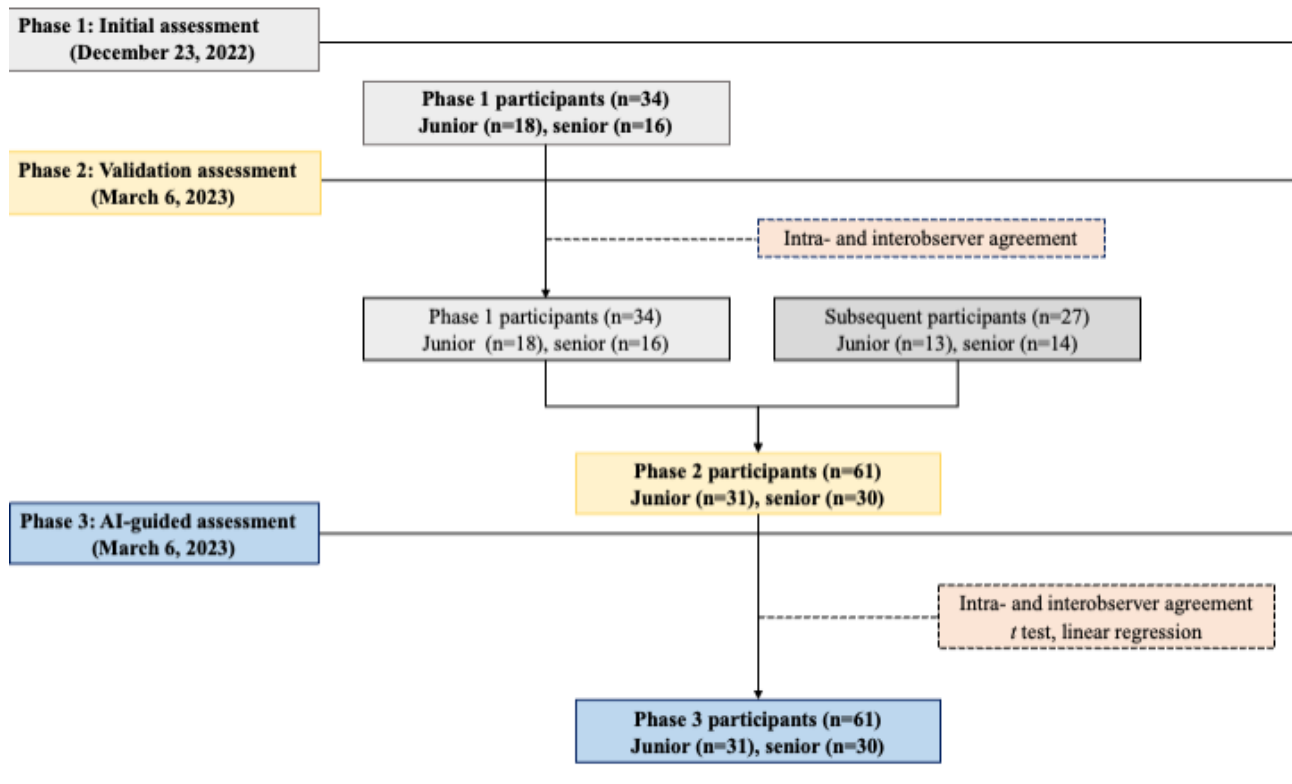 Phase 1: Initial assessment
(December 23, 2022)
Phase 1 participants (n=34)
Junior (n=18), senior (n=16)
Phase 2: Validation assessment
(March 6, 2023)
Intra- and interobserver agreement
Phase 1 participants (n=34)
Junior (n=18), senior (n=16)
Subsequent participants (n=27)
Junior (n=13), senior (n=14)
Phase 2 participants (n=61)
Junior (n=31), senior (n=30)
Phase 3: AI-guided assessment
(March 6, 2023)
Intra- and interobserver agreement
t test, linear regression
Phase 3 participants (n=61)
Junior (n=31), senior (n=30)